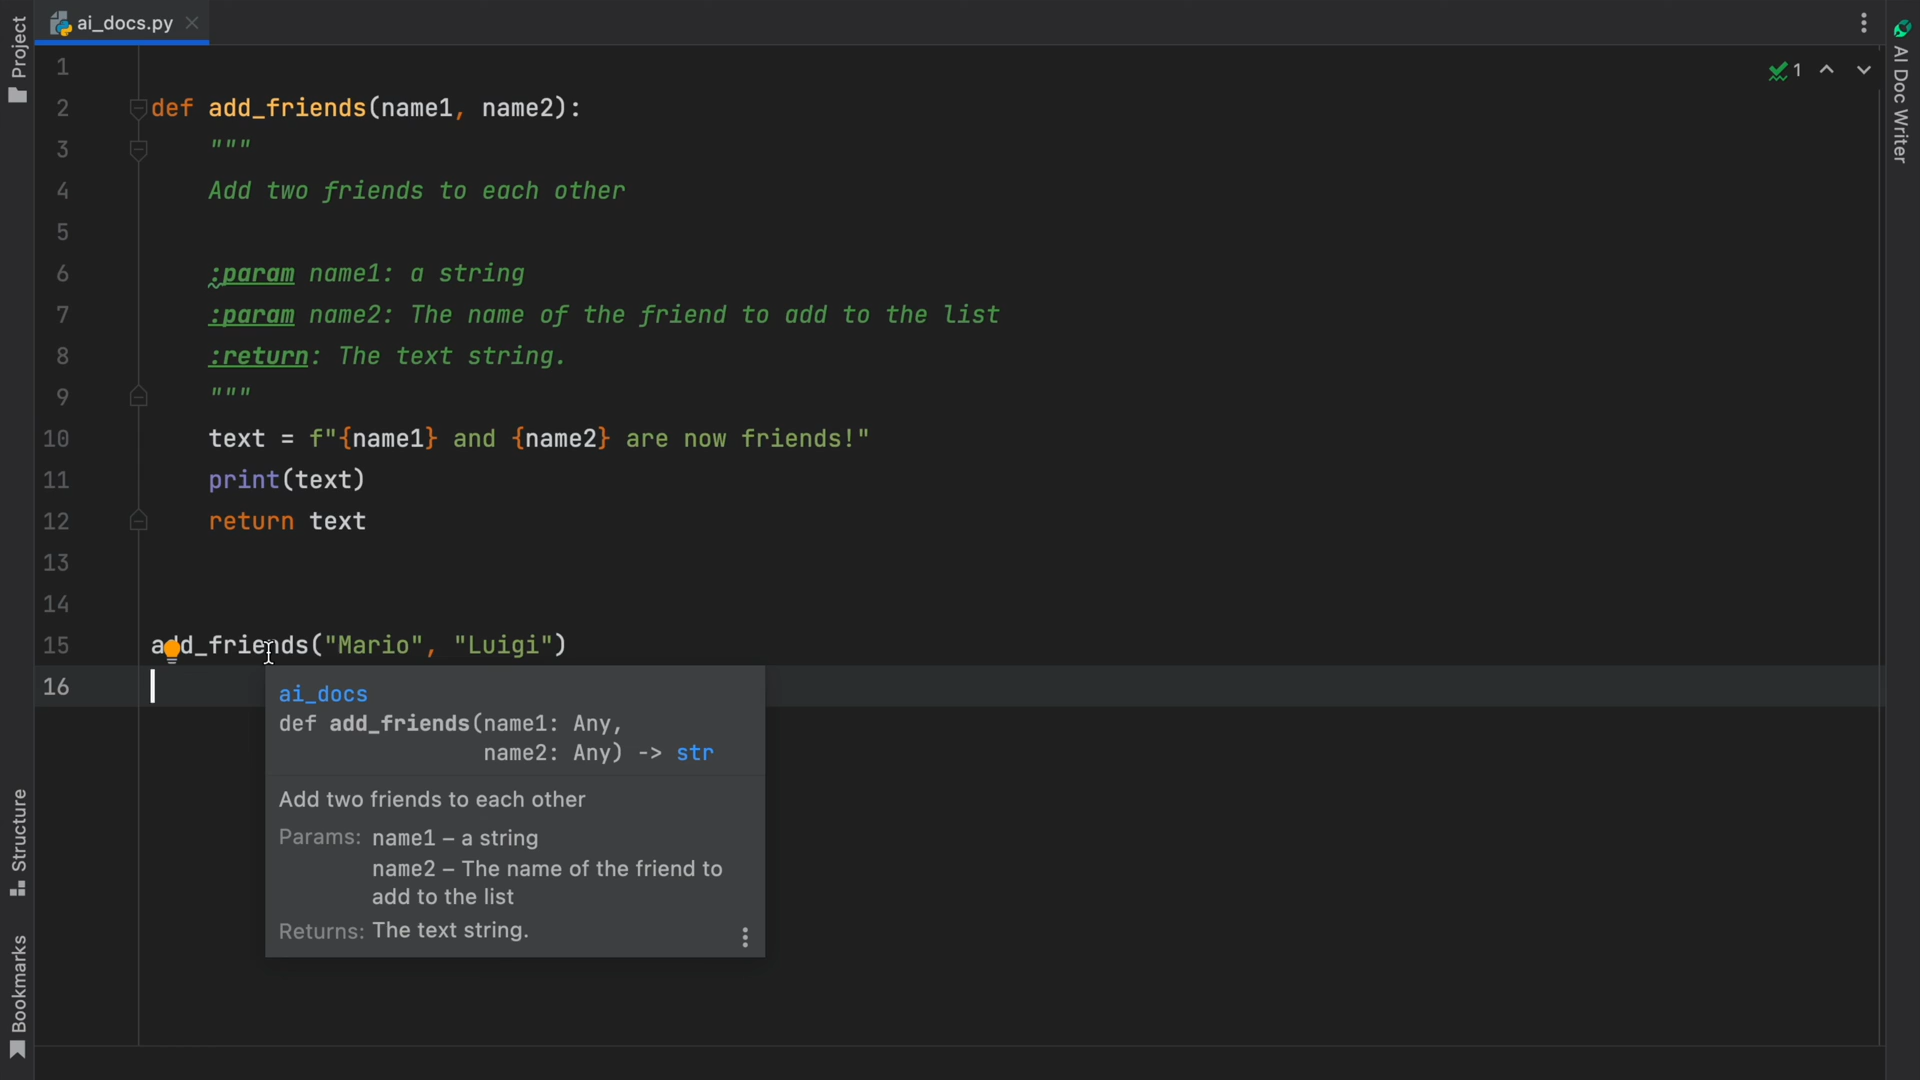 Project
ai_docs.py
1
AI Doc Writer
1
2 def add_friends(name1, name2):
3 """
4 Add two friends to each other
5
6 :param name1: a string
7 :param name2: The name of the friend to add to the list
8 :return: The text string.
9 """
10 text = f"{name1} and {name2} are now friends!"
11 print(text)
12 return text
13
14
15 add_friends("Mario", "Luigi")
16
ai_docs
def add_friends(name1: Any,
name2: Any) -> str
Add two friends to each other
Params: name1 – a string
name2 – The name of the friend to
add to the list
Returns: The text string.
Structure
Bookmarks